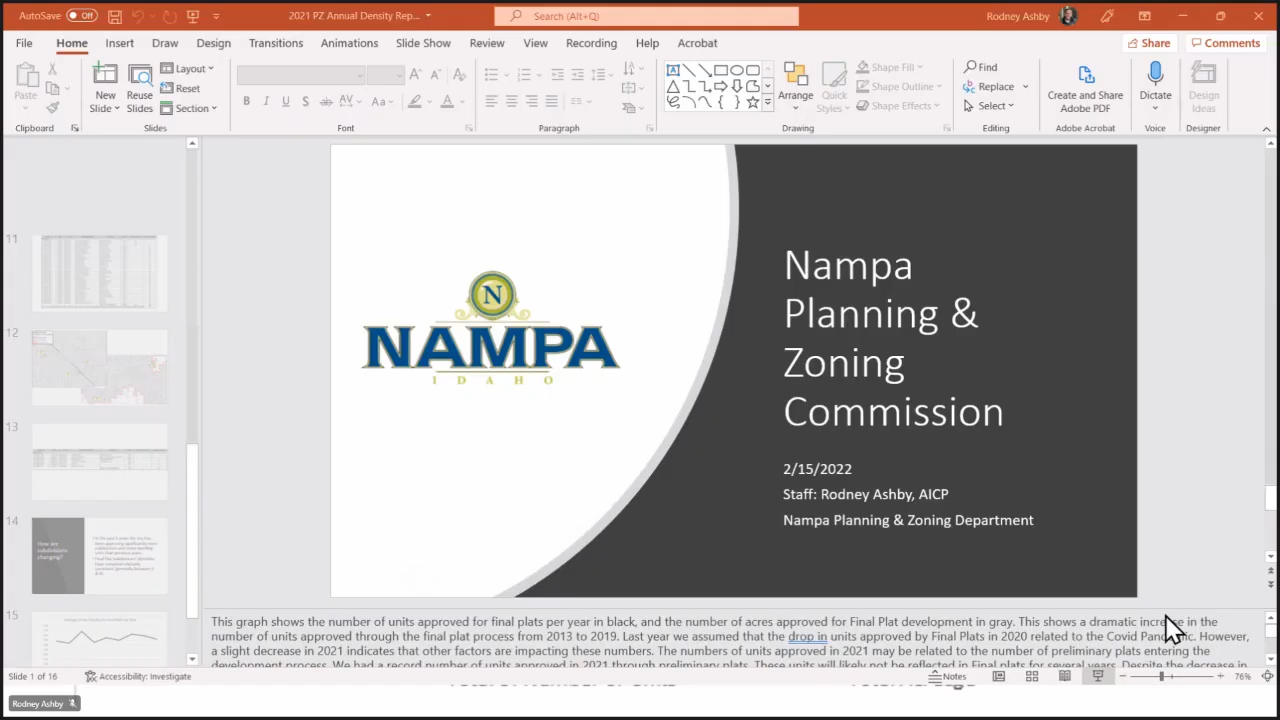 AutoSave Off 2021 PZ Annual Density Rep... Search (Alt+Q) Rodney Ashby
File Home Insert Draw Design Transitions Animations Slide Show Review View Recording Help Acrobat Share Comments
Paste New Slide Reuse Slides Layout Reset Section Find Replace Select
Arrange Quick Styles Shape Fill Shape Outline Shape Effects Create and Share Adobe PDF Dictate Design Ideas
B I U S ab AV Aa A
Clipboard Slides Font Paragraph Drawing Editing Adobe Acrobat Voice Designer
11
12
13
14
How are subdivisions changing?
15
N
NAMPA
IDAHO
Nampa
Planning &
Zoning
Commission
2/15/2022
Staff: Rodney Ashby, AICP
Nampa Planning & Zoning Department
This graph shows the number of units approved for final plats per year in black, and the number of acres approved for Final Plat development in gray. This shows a dramatic increase in the
number of units approved through the final plat process from 2013 to 2019. Last year we assumed that the drop in units approved by Final Plats in 2020 related to the Covid Pandemic. However,
a slight decrease in 2021 indicates that other factors are impacting these numbers. The numbers of units approved in 2021 may be related to the number of preliminary plats entering the
development process. We had a record number of units approved in 2021 through preliminary plats. These units will likely not be reflected in Final plats for several years. Despite the decrease in
Slide 1 of 16 Accessibility: Investigate Notes 76%
Rodney Ashby